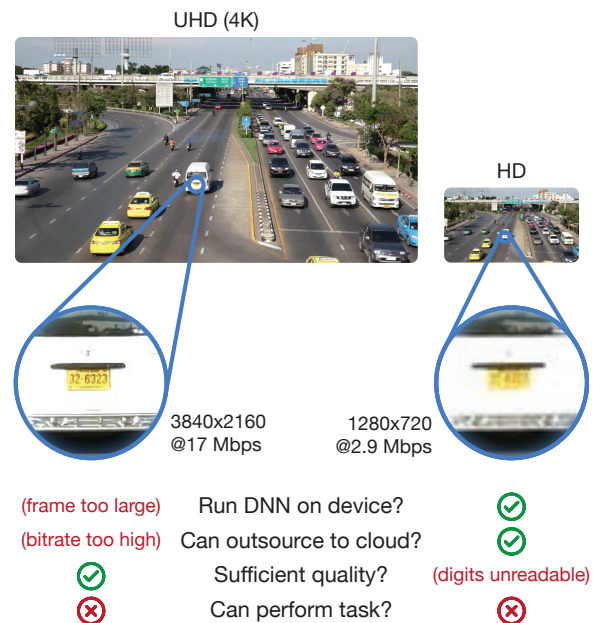 UHD (4K)
HD
32-6323
3840x2160
@17 Mbps
1280x720
@2.9 Mbps
(frame too large) Run DNN on device?
(bitrate too high) Can outsource to cloud?
Sufficient quality? (digits unreadable)
Can perform task?